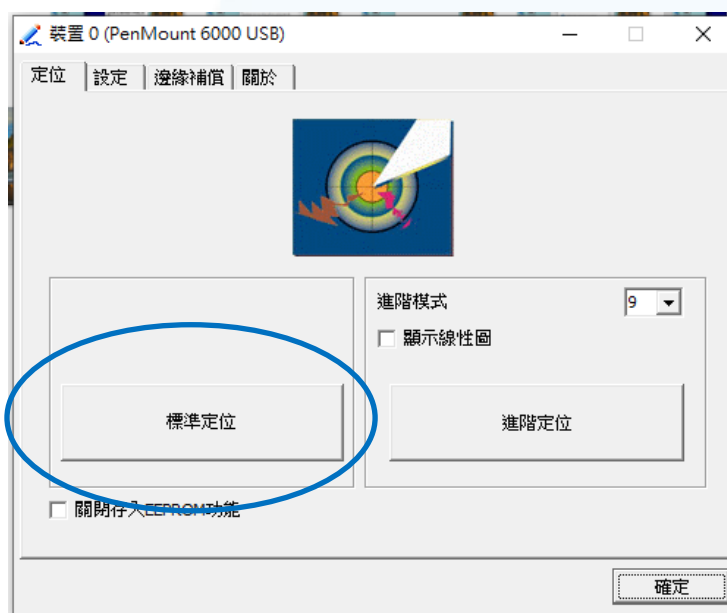 裝置 0 (PenMount 6000 USB)
定位 設定 邊緣補償 關於
進階模式 9
顯示線性圖
標準定位 進階定位
關閉存入EEPROM功能
確定